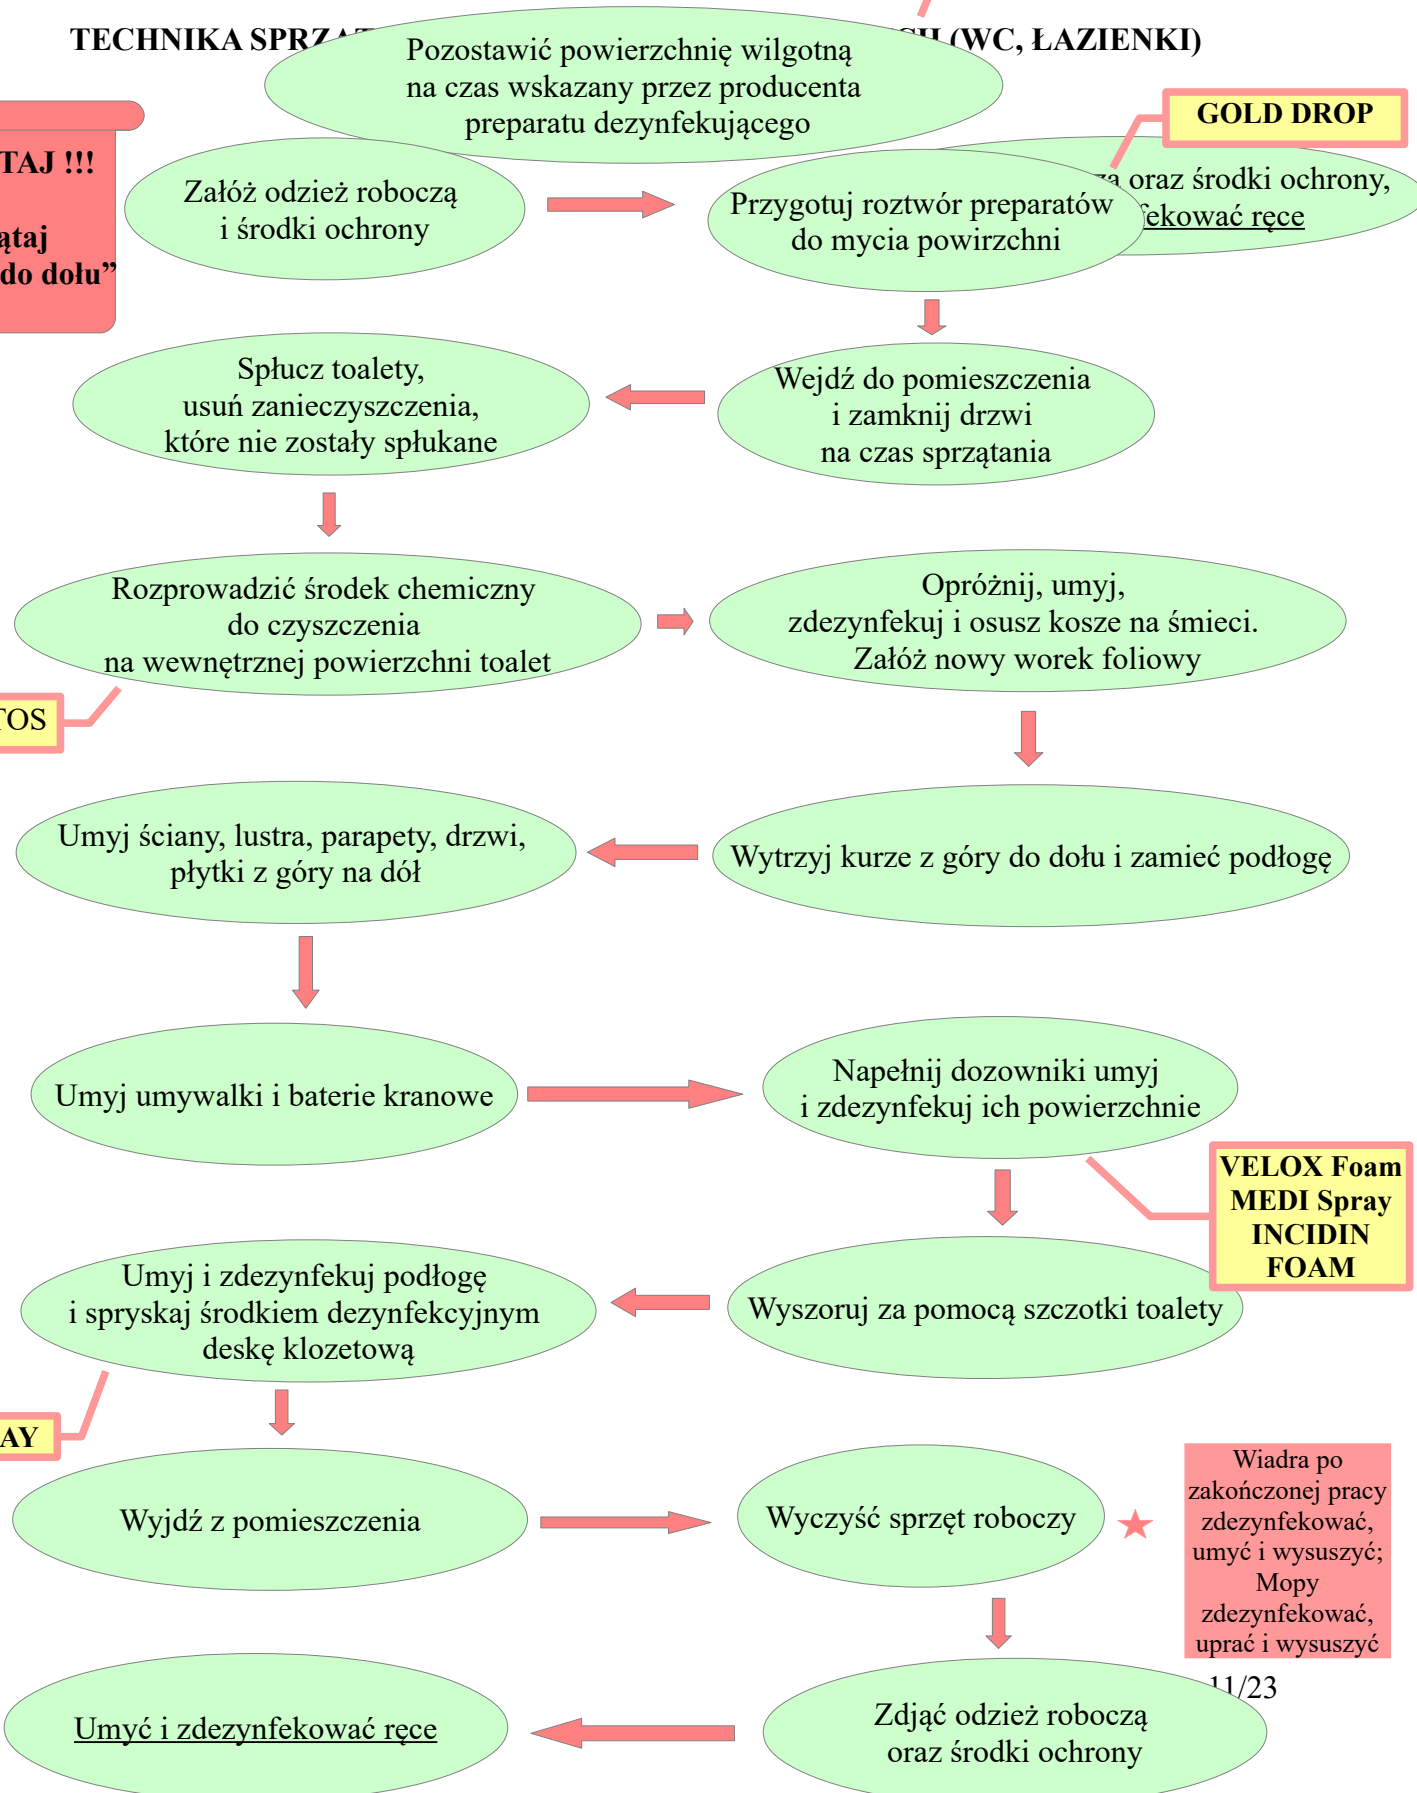 TECHNIKA (WC, ŁAZIENKI)
Pozostawić powierzchnię wilgotną
na czas wskazany przez producenta
preparatu dezynfekującego
GOLD DROP
!!!
do dołu”
Załóż odzież roboczą
i środki ochrony
Przygotuj roztwór preparatów
do mycia powirzchni
oraz środki ochrony,
ręce
Spłucz toalety,
usuń zanieczyszczenia,
które nie zostały spłukane
Wejdź do pomieszczenia
i zamknij drzwi
na czas sprzątania
Rozprowadzić środek chemiczny
do czyszczenia
na wewnętrznej powierzchni toalet
Opróżnij, umyj,
zdezynfekuj i osusz kosze na śmieci.
Załóż nowy worek foliowy
Umyj ściany, lustra, parapety, drzwi,
płytki z góry na dół
Wytrzyj kurze z góry do dołu i zamieć podłogę
Umyj umywalki i baterie kranowe
Napełnij dozowniki umyj
i zdezynfekuj ich powierzchnie
VELOX Foam
MEDI Spray
INCIDIN
FOAM
Umyj i zdezynfekuj podłogę
i spryskaj środkiem dezynfekcyjnym
deskę klozetową
Wyszoruj za pomocą szczotki toalety
Wyjdź z pomieszczenia
Wyczyść sprzęt roboczy
Wiadra po
zakończonej pracy
zdezynfekować,
umyć i wysuszyć;
Mopy
zdezynfekować,
uprać i wysuszyć
11/23
Umyć i zdezynfekować ręce
Zdjąć odzież roboczą
oraz środki ochrony